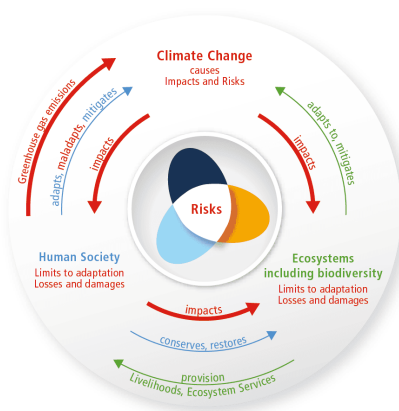 Climate Change
causes
Impacts and Risks
Greenhouse gas emissions
adapts, maladapts, mitigates
impacts
impacts
adapts to, mitigates
Risks
Human Society
Limits to adaptation
Losses and damages
Ecosystems
including biodiversity
Limits to adaptation
Losses and damages
impacts
conserves, restores
provision
Livelihoods, Ecosystem Services